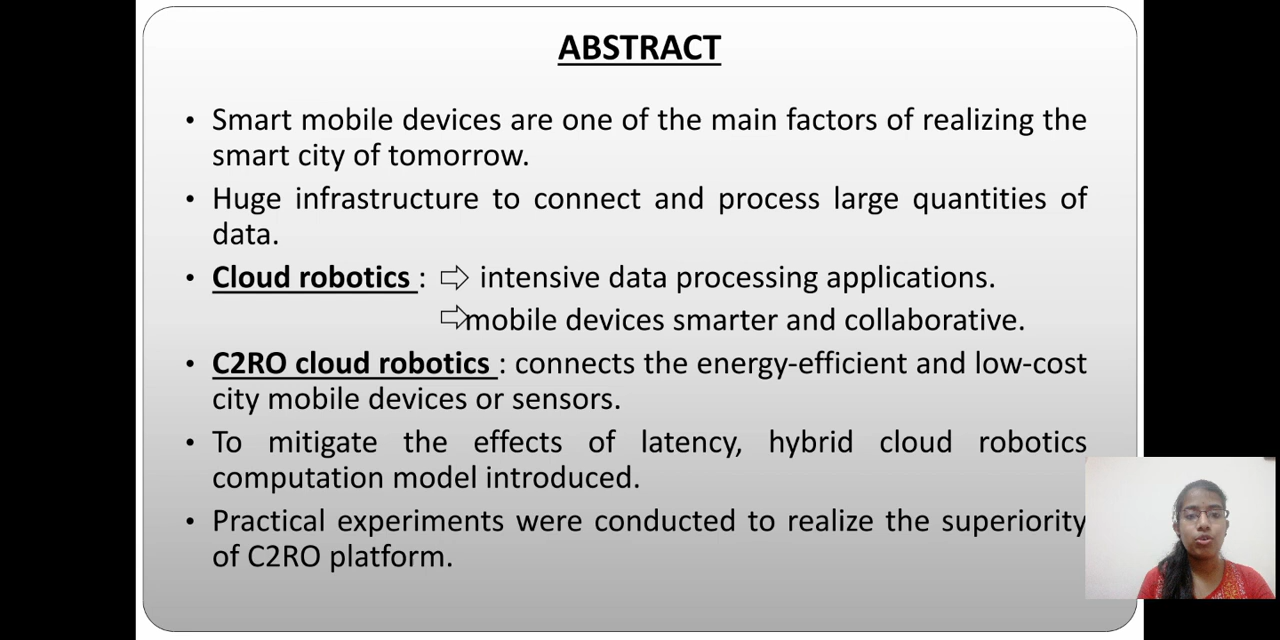 ABSTRACT
• Smart mobile devices are one of the main factors of realizing the
smart city of tomorrow.
• Huge infrastructure to connect and process large quantities of
data.
• Cloud robotics : ⇨ intensive data processing applications.
⇨mobile devices smarter and collaborative.
• C2RO cloud robotics : connects the energy-efficient and low-cost
city mobile devices or sensors.
• To mitigate the effects of latency, hybrid cloud robotics
computation model introduced.
• Practical experiments were conducted to realize the superiority
of C2RO platform.